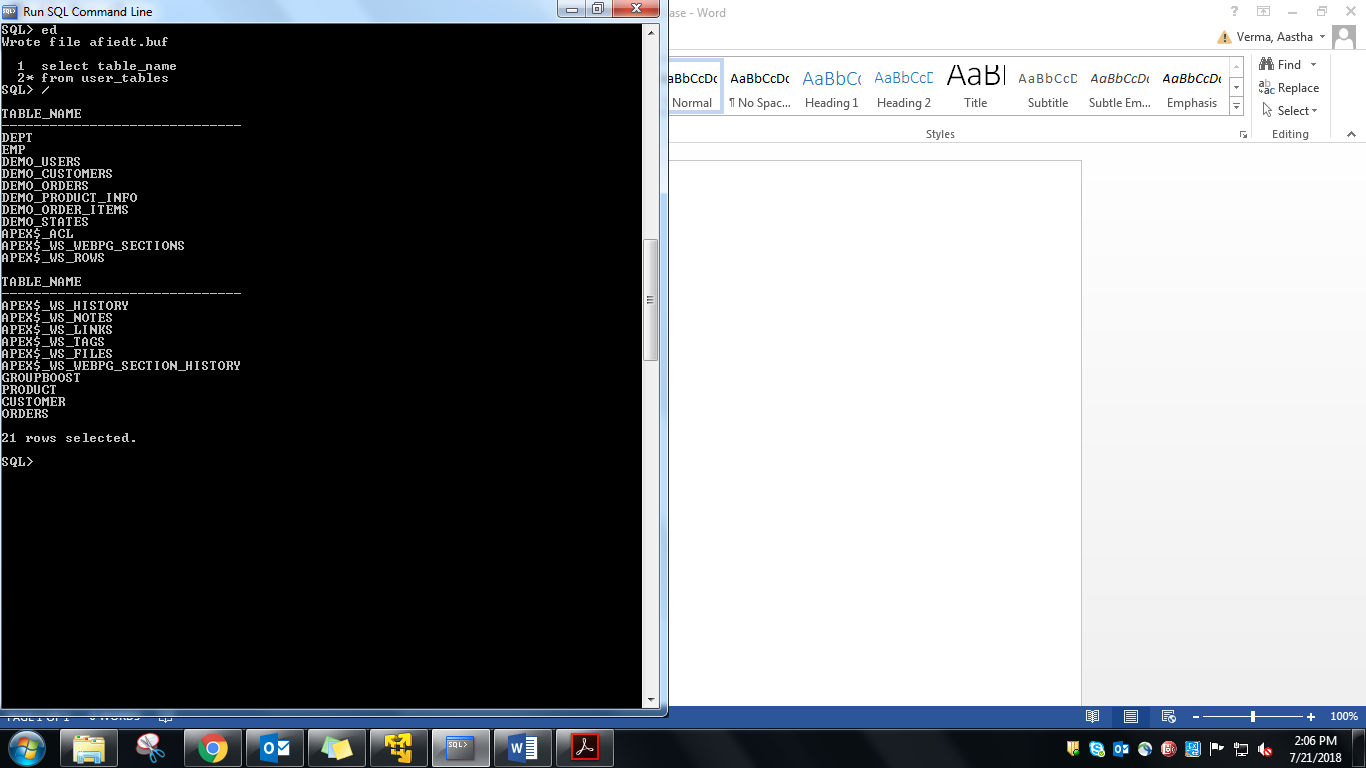 Run SQL Command Line
SQL> ed
Wrote file afiedt.buf
1 select table_name
2* from user_tables
SQL> /
TABLE_NAME
------------------------------
DEPT
EMP
DEMO_USERS
DEMO_CUSTOMERS
DEMO_ORDERS
DEMO_PRODUCT_INFO
DEMO_ORDER_ITEMS
DEMO_STATES
APEX$_ACL
APEX$_WS_WEBPG_SECTIONS
APEX$_WS_ROWS
TABLE_NAME
------------------------------
APEX$_WS_HISTORY
APEX$_WS_NOTES
APEX$_WS_LINKS
APEX$_WS_TAGS
APEX$_WS_FILES
APEX$_WS_WEBPG_SECTION_HISTORY
GROUPBOOST
PRODUCT
CUSTOMER
ORDERS
21 rows selected.
SQL>
ase - Word
Verma, Aastha
AaBbCcDc AaBbCcDc AaBbCc AaBbCcD AaB AaBbCcD AaBbCcDc AaBbCcDc
Normal ¶ No Spac... Heading 1 Heading 2 Title Subtitle Subtle Em... Emphasis
Styles
Find
Replace
Select
Editing
100%
2:06 PM
7/21/2018